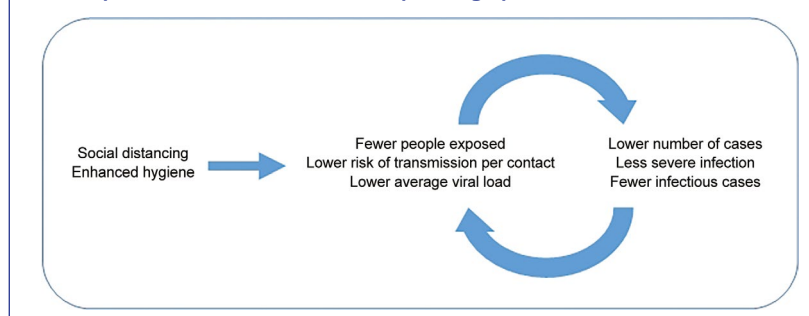 Social distancing
Enhanced hygiene
Fewer people exposed
Lower risk of transmission per contact
Lower average viral load
Lower number of cases
Less severe infection
Fewer infectious cases